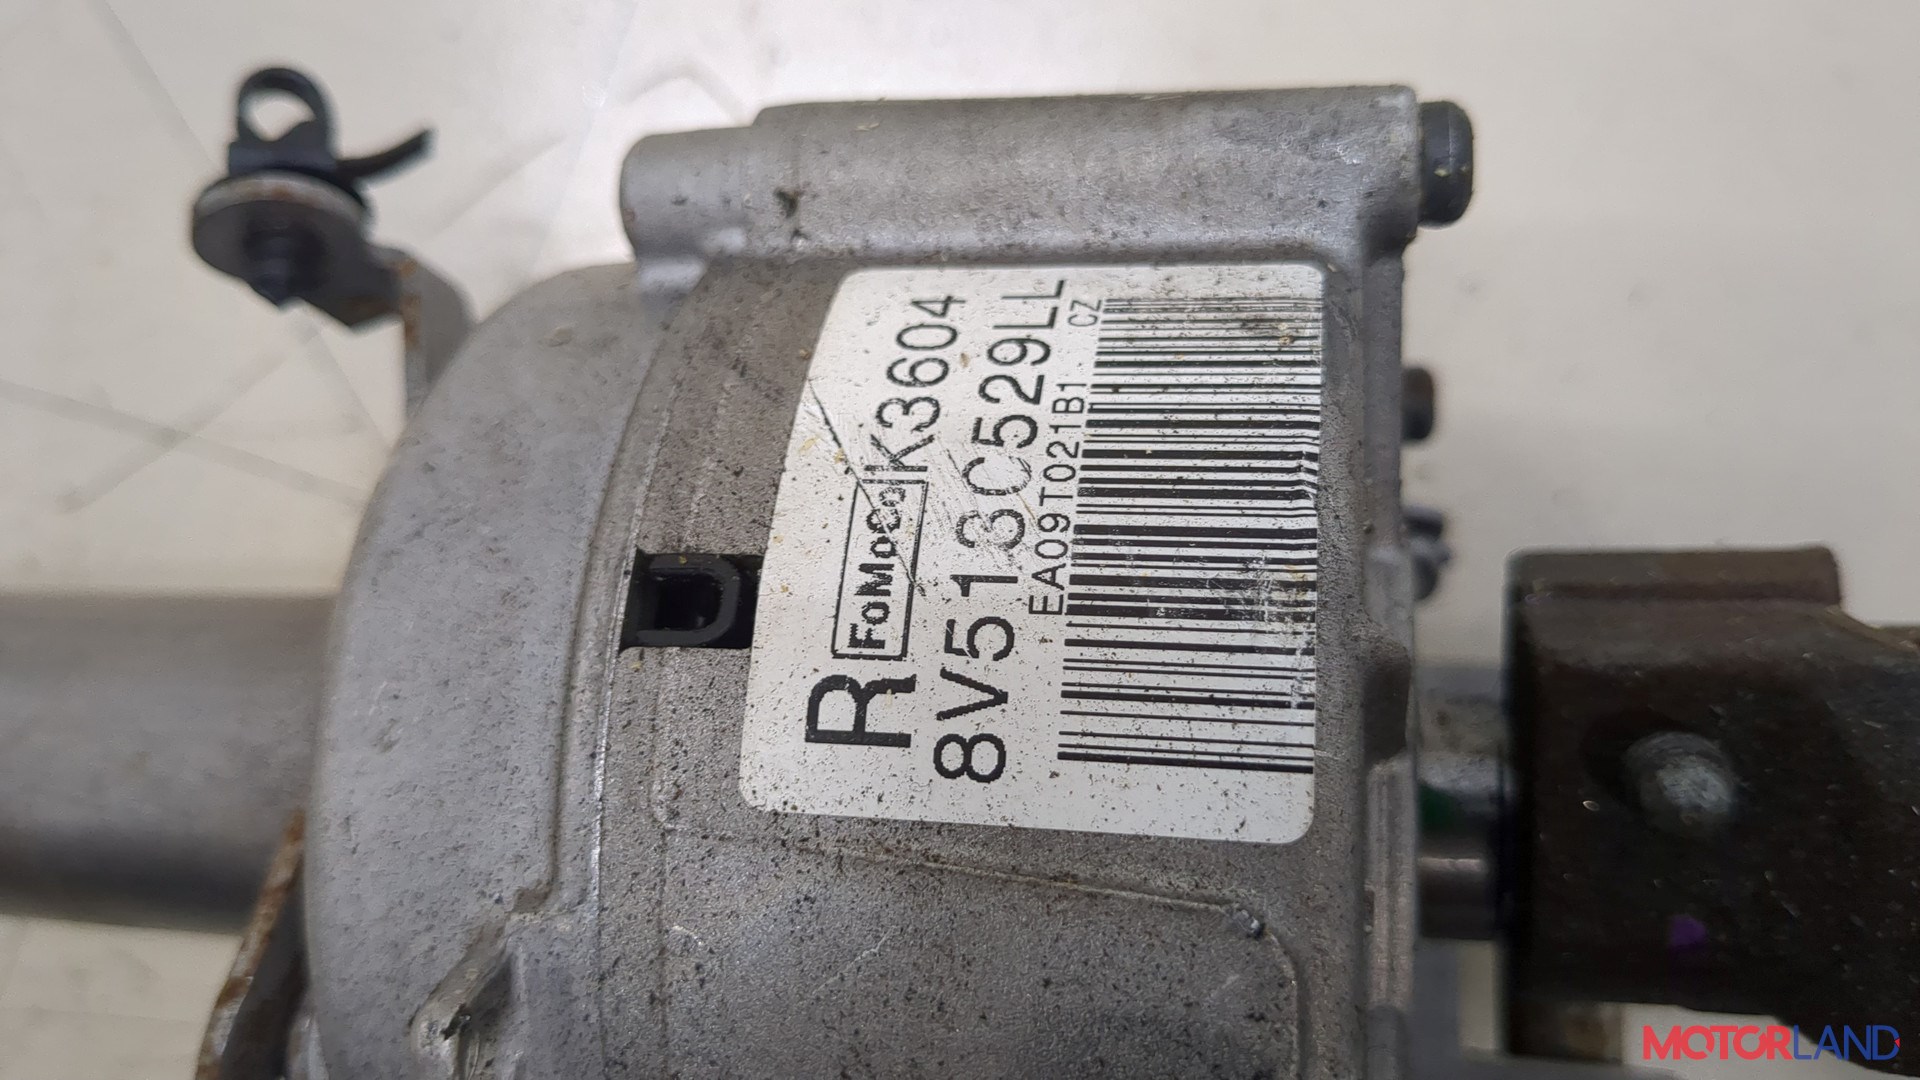 R FoMoCo K3604
8V513C529LL
EA09T021B1 CZ
MOTORLAND